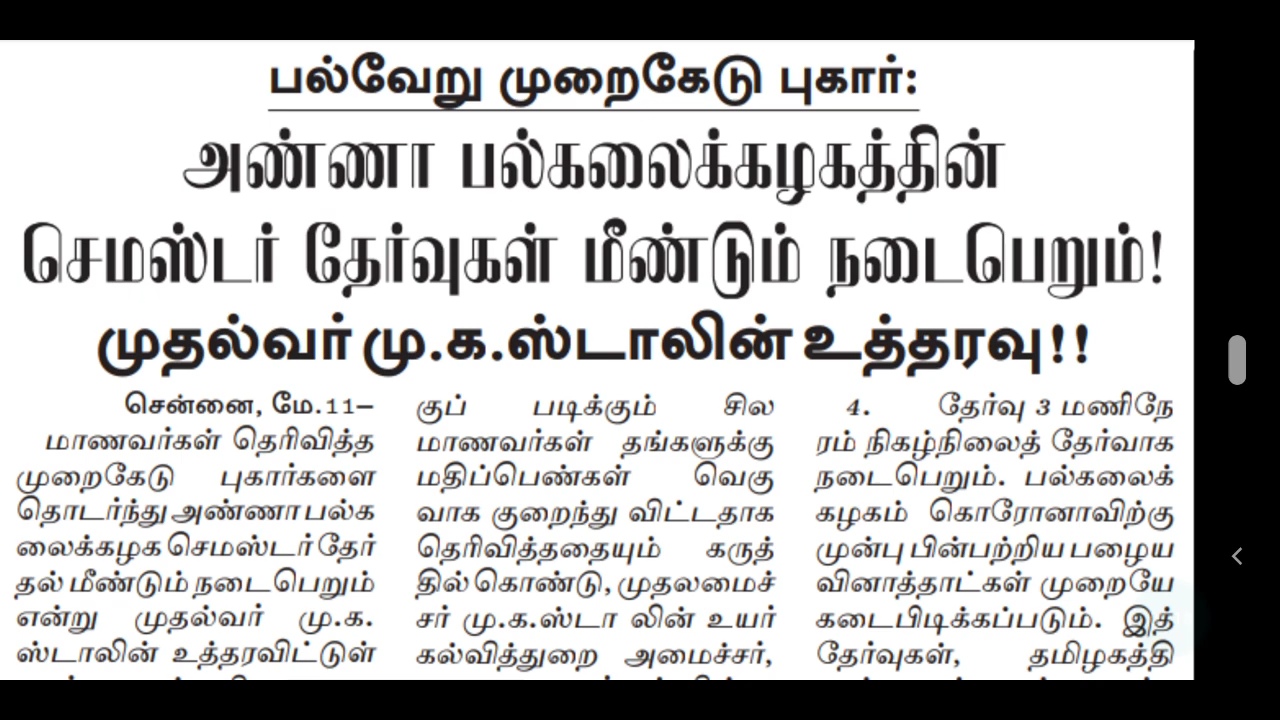 பல்வேறு முறைகேடு புகார்:
அண்ணா பல்கலைக்கழகத்தின்
செமஸ்டர் தேர்வுகள் மீண்டும் நடைபெறும்!
முதல்வர் மு.க.ஸ்டாலின் உத்தரவு!!
சென்னை, மே.11–
மாணவர்கள் தெரிவித்த
முறைகேடு புகார்களை
தொடர்ந்து அண்ணா பல்க
லைக்கழக செமஸ்டர் தேர்
தல் மீண்டும் நடைபெறும்
என்று முதல்வர் மு.க.
ஸ்டாலின் உத்தரவிட்டுள்
குப் படிக்கும் சில
மாணவர்கள் தங்களுக்கு
மதிப்பெண்கள் வெகு
வாக குறைந்து விட்டதாக
தெரிவித்ததையும் கருத்
தில் கொண்டு, முதலமைச்
சர் மு.க.ஸ்டா லின் உயர்
கல்வித்துறை அமைச்சர்,
4. தேர்வு 3 மணிநே
ரம் நிகழ்நிலைத் தேர்வாக
நடைபெறும். பல்கலைக்
கழகம் கொரோனாவிற்கு
முன்பு பின்பற்றிய பழைய
வினாத்தாட்கள் முறையே
கடைபிடிக்கப்படும். இத்
தேர்வுகள், தமிழகத்தி